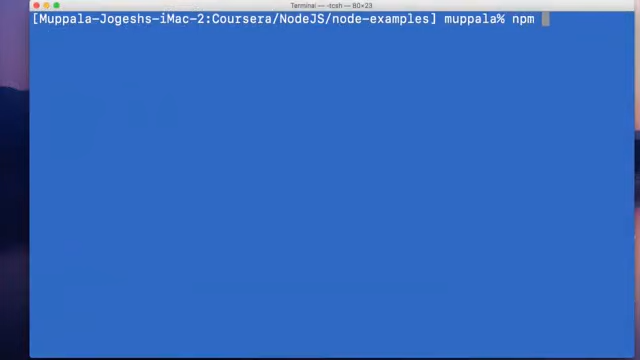 Terminal — -tcsh — 80×23
[Muppala-Jogeshs-iMac-2:Coursera/NodeJS/node-examples] muppala% npm